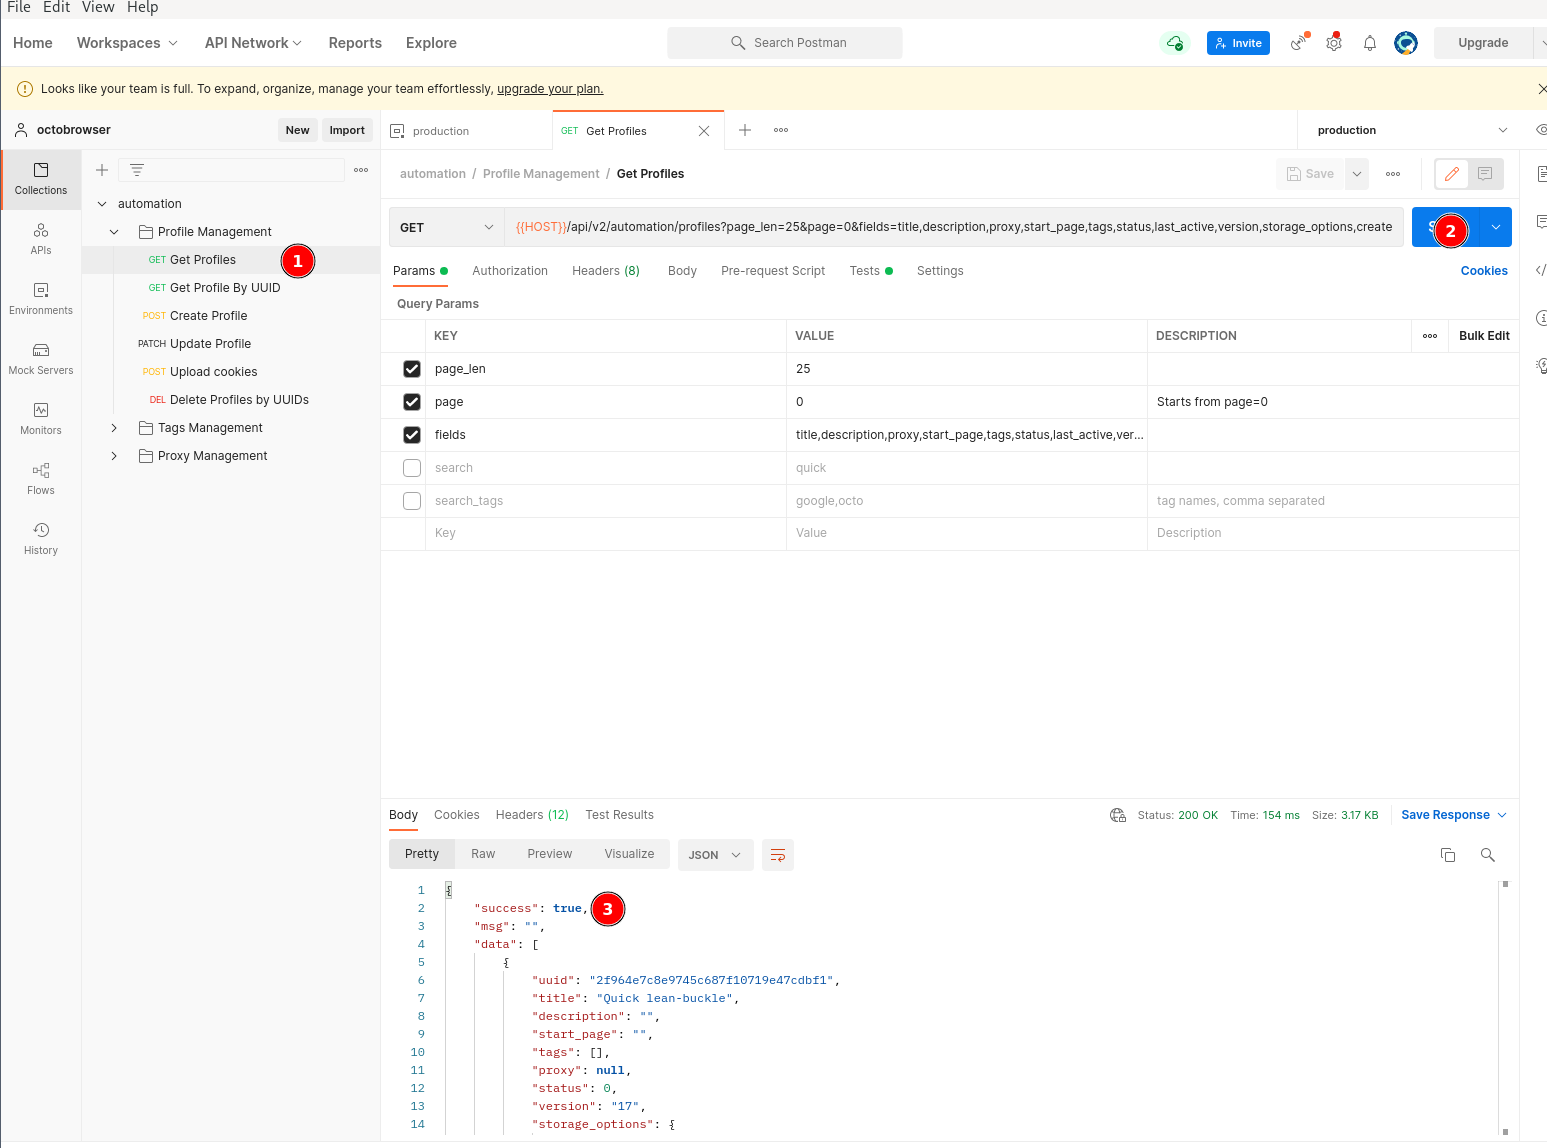 File Edit View Help
Home Workspaces API Network Reports Explore Search Postman Invite Upgrade
Looks like your team is full. To expand, organize, manage your team effortlessly, upgrade your plan.
octobrowser New Import production GET Get Profiles production
Collections
APIs
Environments
Mock Servers
Monitors
Flows
History
automation
Profile Management
GET Get Profiles 1
GET Get Profile By UUID
POST Create Profile
PATCH Update Profile
POST Upload cookies
DEL Delete Profiles by UUIDs
Tags Management
Proxy Management
automation / Profile Management / Get Profiles Save
GET {{HOST}}/api/v2/automation/profiles?page_len=25&page=0&fields=title,description,proxy,start_page,tags,status,last_active,version,storage_options,create 2
Params Authorization Headers (8) Body Pre-request Script Tests Settings Cookies
Query Params
KEY VALUE DESCRIPTION Bulk Edit
page_len 25
page 0 Starts from page=0
fields title,description,proxy,start_page,tags,status,last_active,ver...
search quick
search_tags google,octo tag names, comma separated
Key Value Description
Body Cookies Headers (12) Test Results Status: 200 OK Time: 154 ms Size: 3.17 KB Save Response
Pretty Raw Preview Visualize JSON
1 {
2 "success": true, 3
3 "msg": "",
4 "data": [
5 {
6 "uuid": "2f964e7c8e9745c687f10719e47cdbf1",
7 "title": "Quick lean-buckle",
8 "description": "",
9 "start_page": "",
10 "tags": [],
11 "proxy": null,
12 "status": 0,
13 "version": "17",
14 "storage_options": {